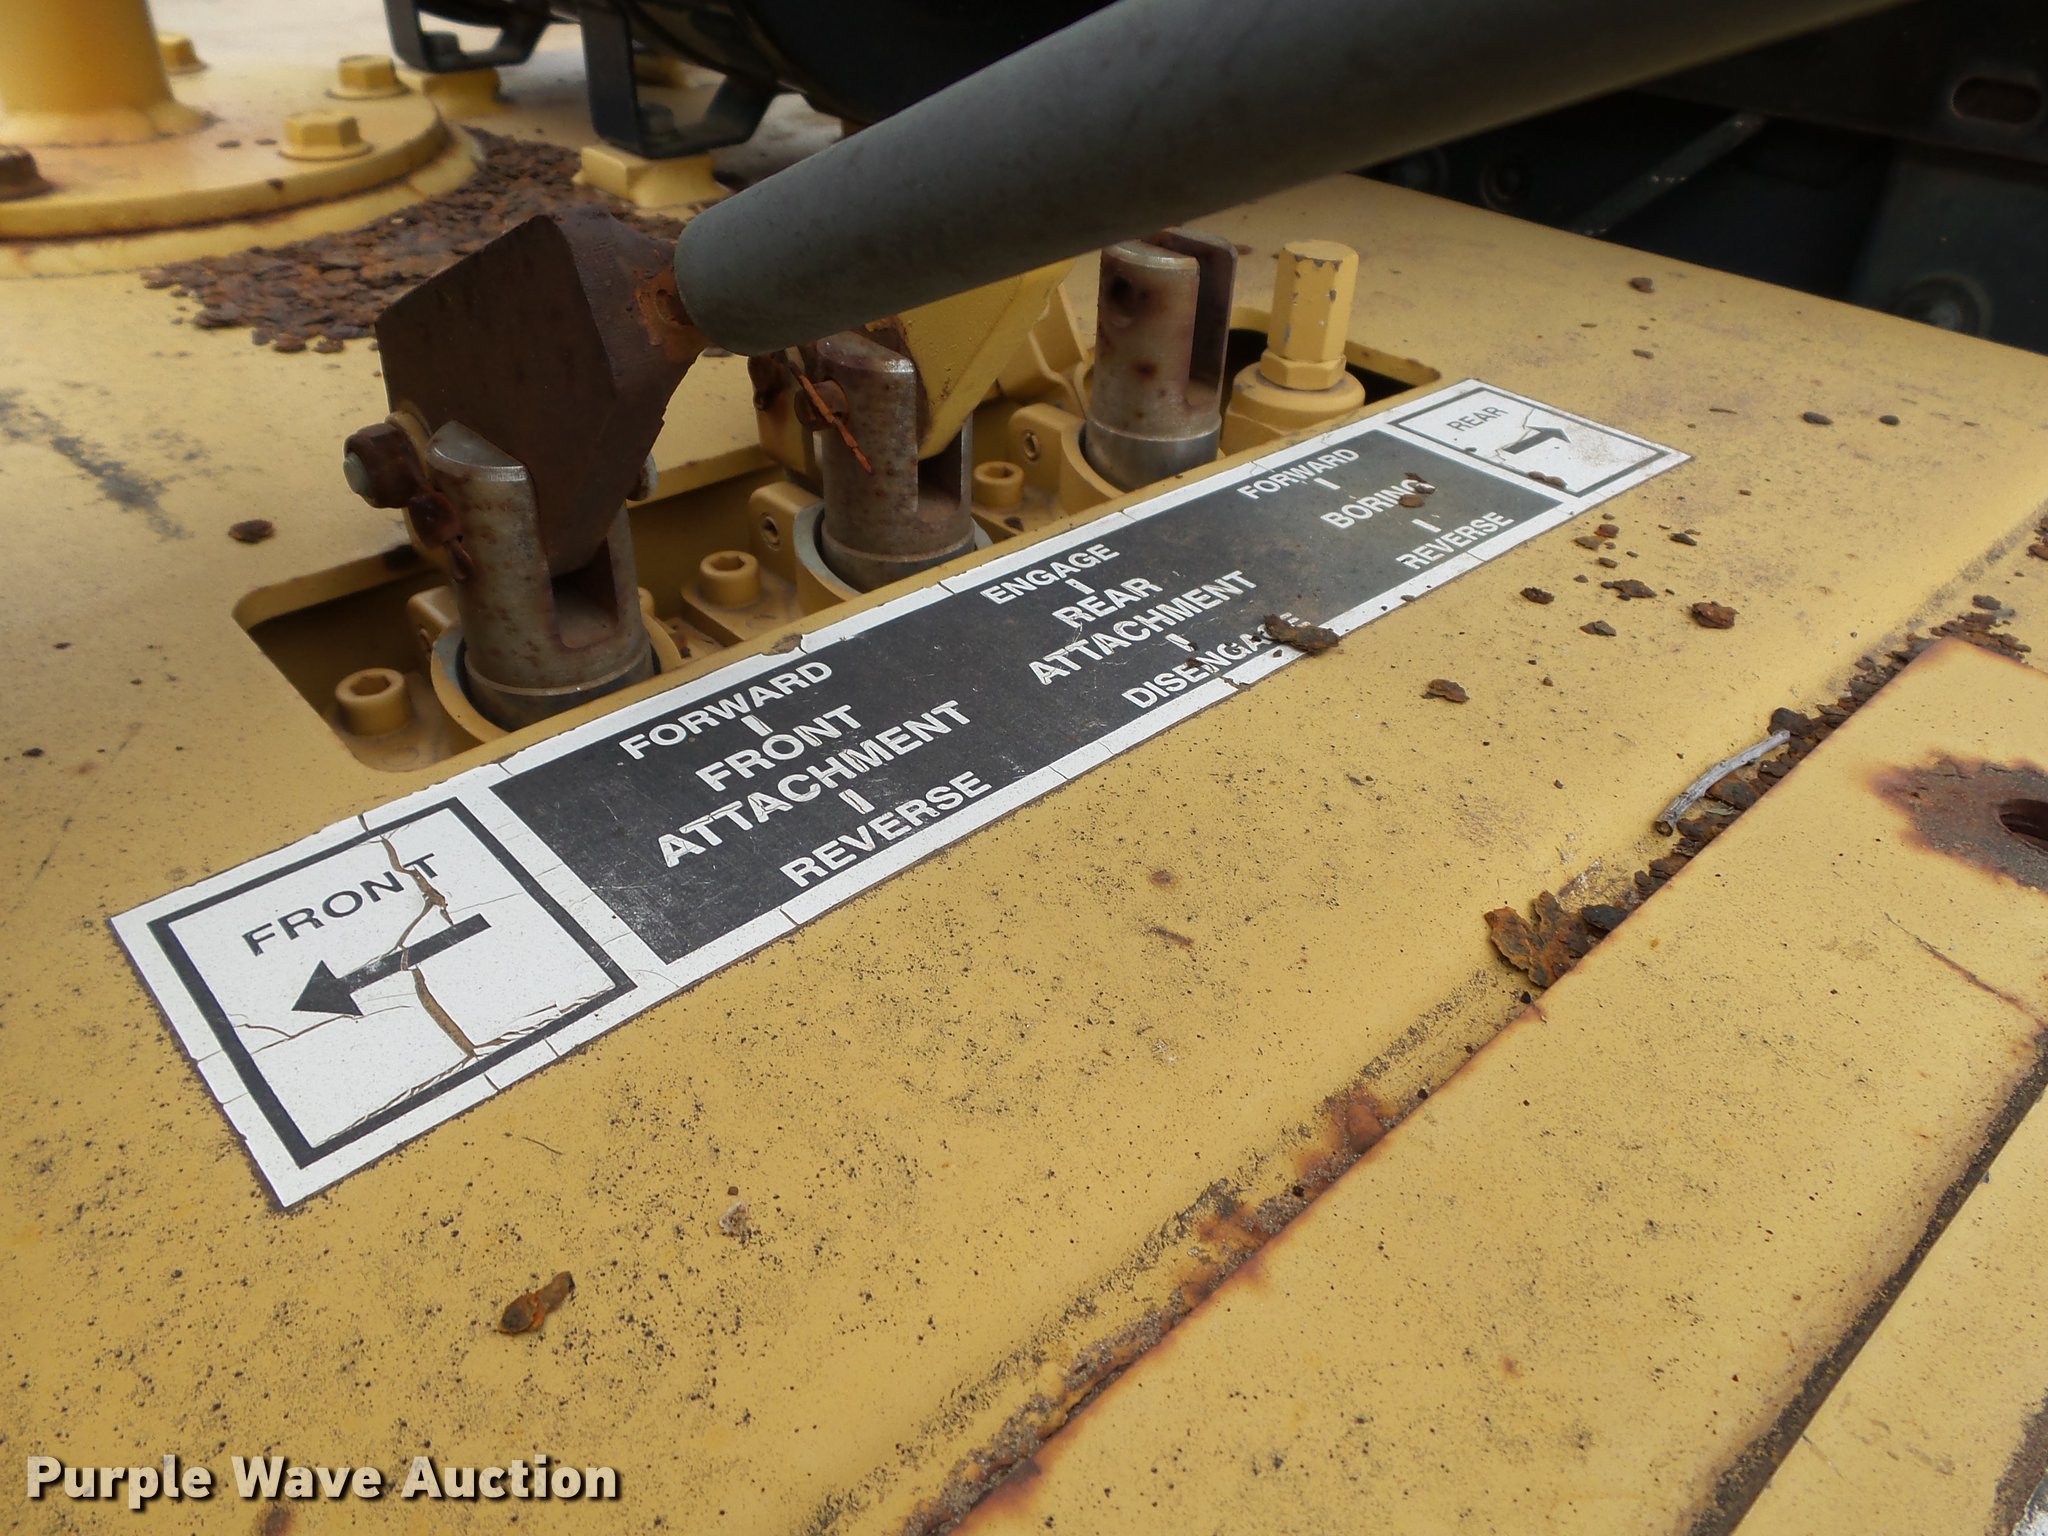 FRONT
FORWARD
FRONT
ATTACHMENT
REVERSE
ENGAGE
REAR
ATTACHMENT
DISENGAGE
FORWARD
BORING
REVERSE
REAR
Purple Wave Auction